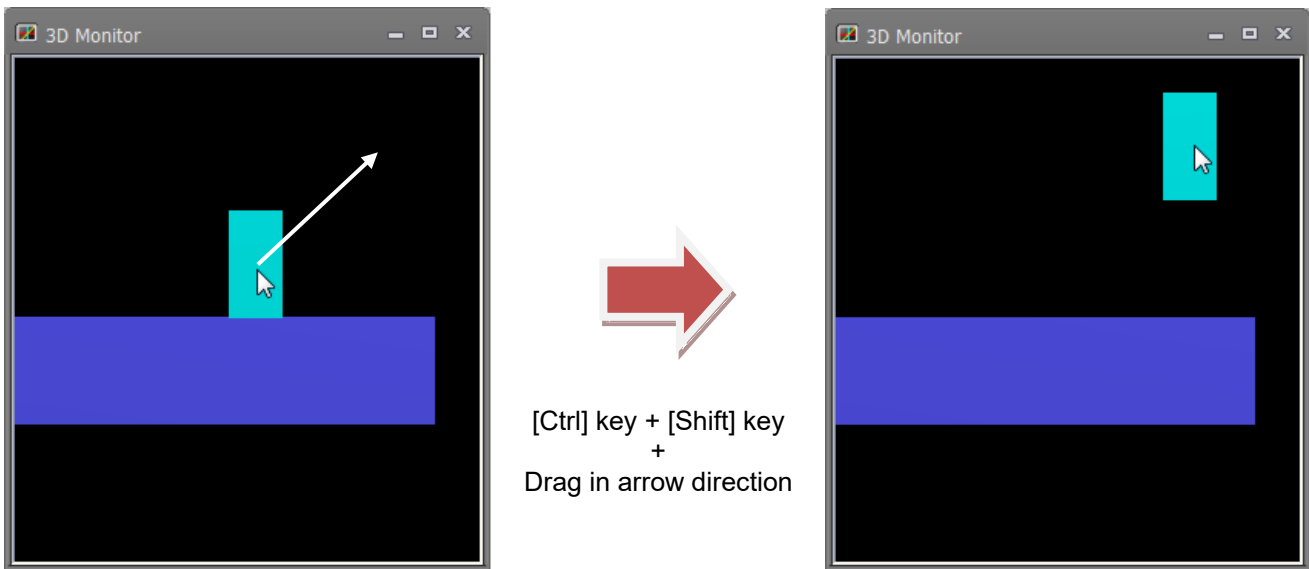 3D Monitor
3D Monitor
[Ctrl] key + [Shift] key
+
Drag in arrow direction